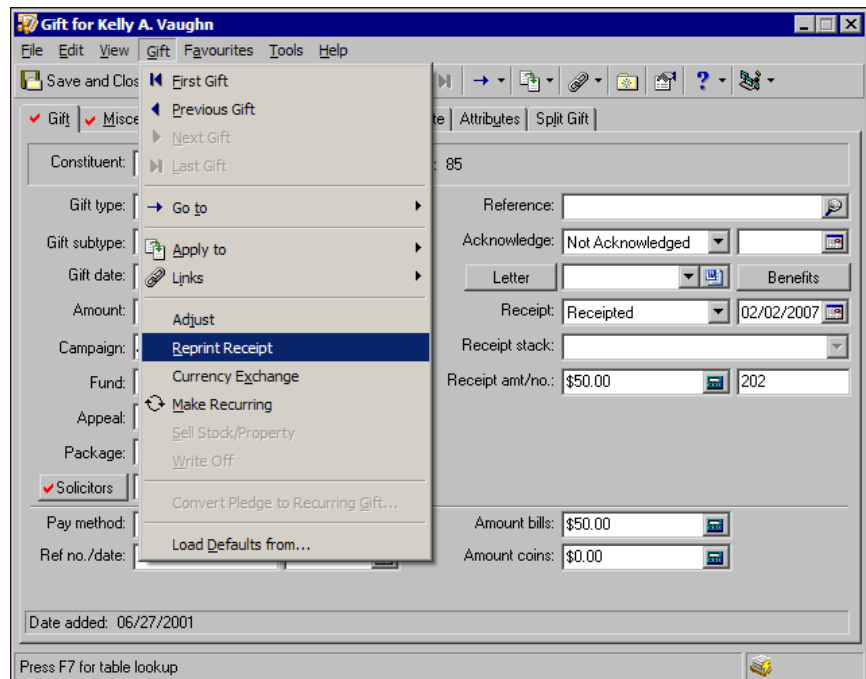 Gift for Kelly A. Vaughn
File Edit View Gift Favourites Tools Help
Save and Clos
First Gift
Previous Gift
Next Gift
Last Gift
Go to
Apply to
Links
Adjust
Reprint Receipt
Currency Exchange
Make Recurring
Sell Stock/Property
Write Off
Convert Pledge to Recurring Gift...
Load Defaults from...
Gift Misce te Attributes Split Gift
Constituent: : 85
Gift type: Reference:
Gift subtype: Acknowledge: Not Acknowledged
Gift date: Letter Benefits
Amount: Receipt: Receipted 02/02/2007
Campaign: Receipt stack:
Fund: Receipt amt/no.: $50.00 202
Appeal:
Package:
Solicitors
Pay method: Amount bills: $50.00
Ref no./date: Amount coins: $0.00
Date added: 06/27/2001
Press F7 for table lookup